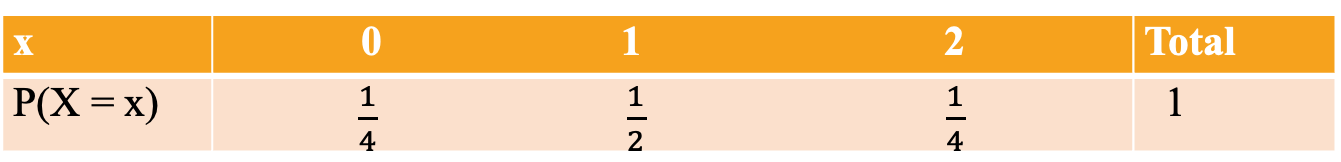 x 0 1 2 Total
P(X = x) 1/4 1/2 1/4 1